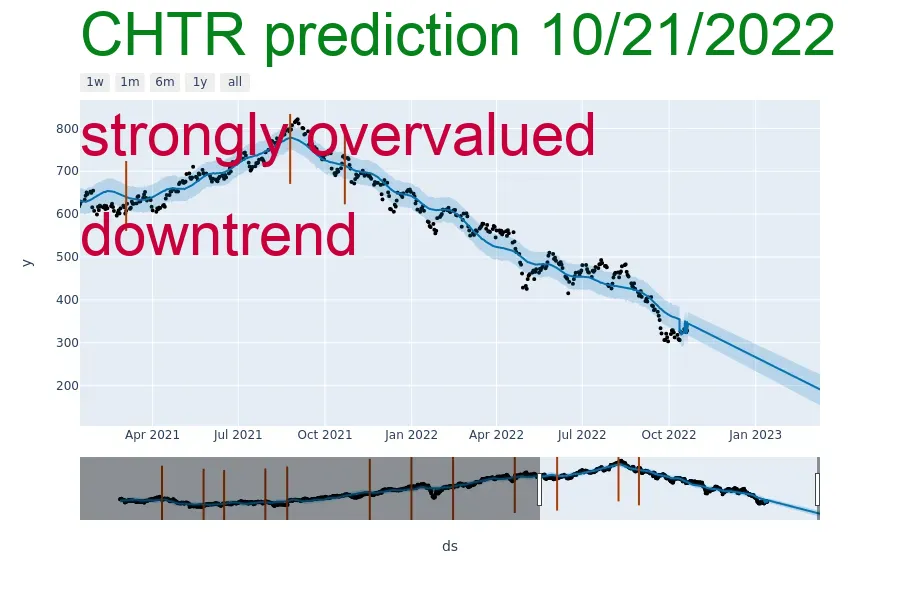 CHTR prediction 10/21/2022
1w 1m 6m 1y all
strongly overvalued
downtrend
y
800
700
600
500
400
300
200
Apr 2021 Jul 2021 Oct 2021 Jan 2022 Apr 2022 Jul 2022 Oct 2022 Jan 2023
ds